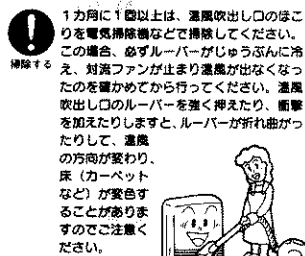 1カ月に1回以上は、温風吹出し口のほこ
りを電気掃除機などで掃除してください。
この場合、必ずルーバーがじゅうぶんに冷
え、対流ファンが止まり温風が出なくなっ
たのを確かめてから行ってください。温風
吹出し口のルーバーを強く押えたり、衝撃
を加えたりしますと、ルーバーが折れ曲がっ
たりして、温風
の方向が変わり、
床（カーペット
など）が変色す
ることがありま
すのでご注意く
ださい。
掃除する